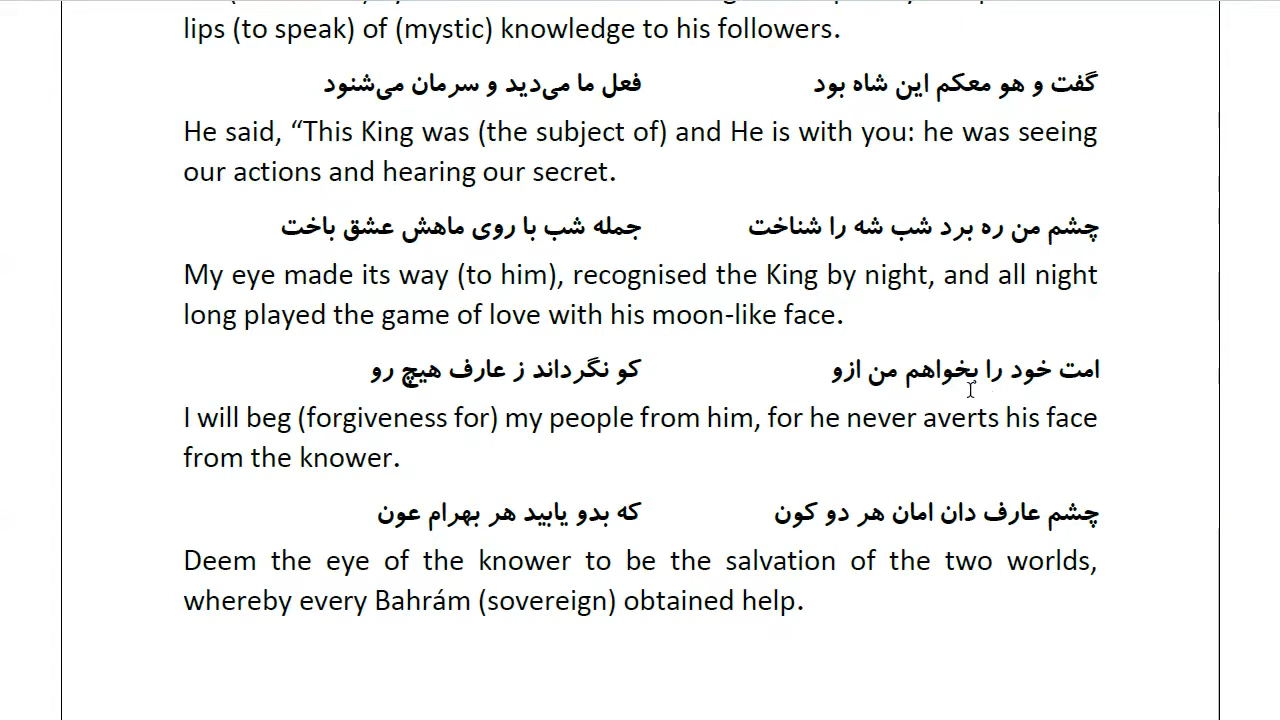 lips (to speak) of (mystic) knowledge to his followers.
گفت و هو معکم این شاه بود فعل ما می‌دید و سرمان می‌شنود
He said, “This King was (the subject of) and He is with you: he was seeing
our actions and hearing our secret.
چشم من ره برد شب شه را شناخت جمله شب با روی ماهش عشق باخت
My eye made its way (to him), recognised the King by night, and all night
long played the game of love with his moon-like face.
امت خود را بخواهم من ازو کو نگرداند ز عارف هیچ رو
I will beg (forgiveness for) my people from him, for he never averts his face
from the knower.
چشم عارف دان امان هر دو کون که بدو یابید هر بهرام عون
Deem the eye of the knower to be the salvation of the two worlds,
whereby every Bahrám (sovereign) obtained help.